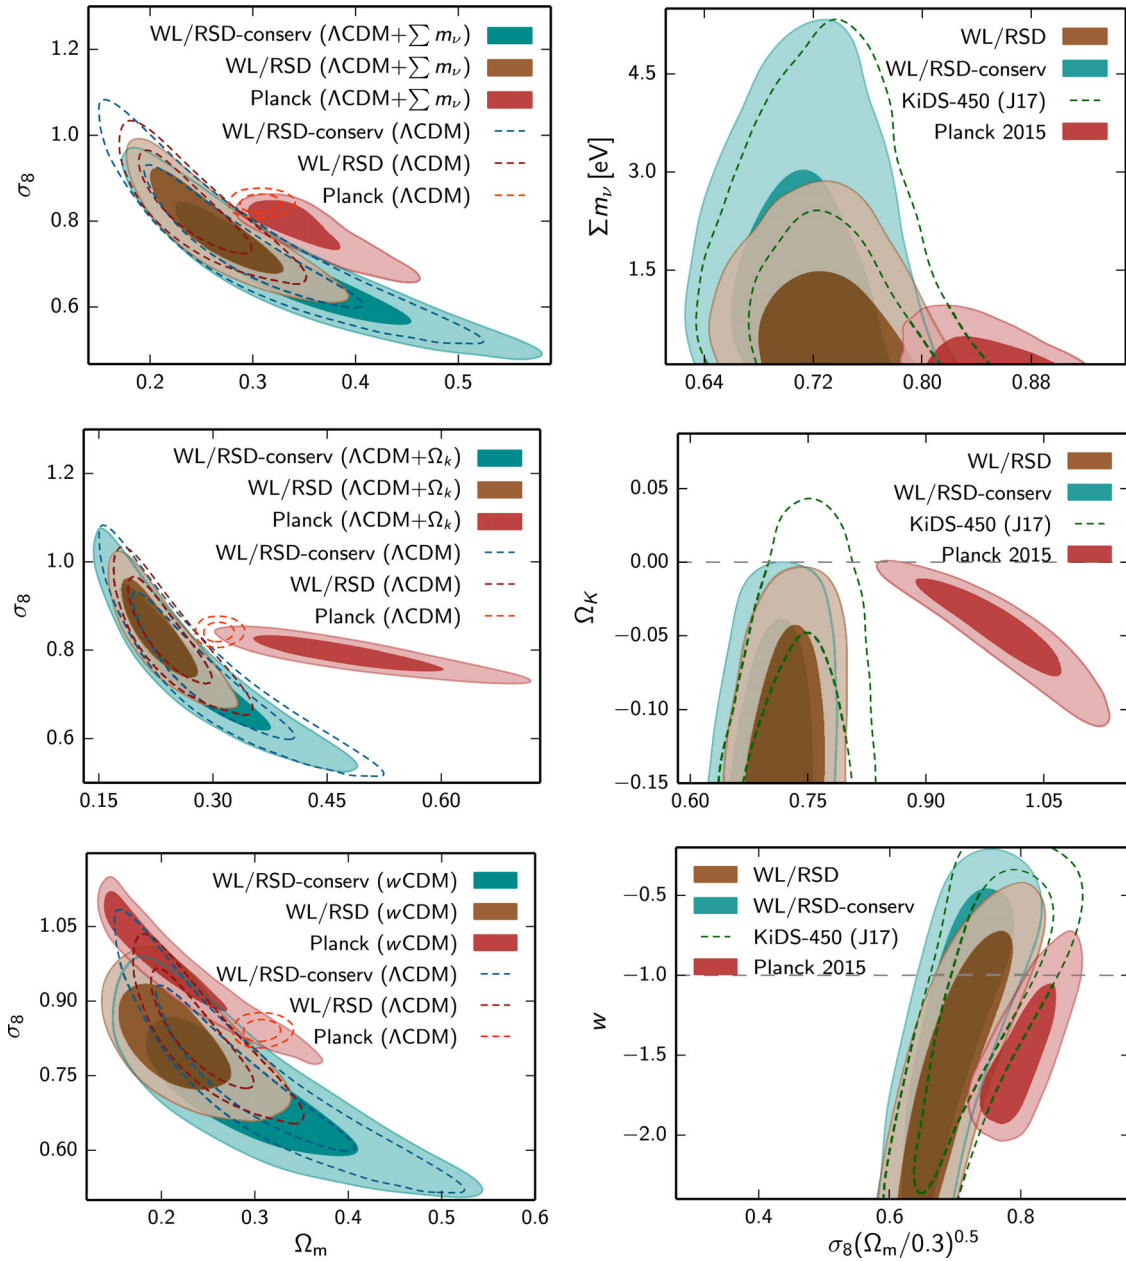 1.2
1.0
0.8
0.6
σ₈
WL/RSD-conserv (ΛCDM+∑ mν)
WL/RSD (ΛCDM+∑ mν)
Planck (ΛCDM+∑ mν)
WL/RSD-conserv (ΛCDM)
WL/RSD (ΛCDM)
Planck (ΛCDM)
0.2 0.3 0.4 0.5
4.5
3.0
1.5
Σmν [eV]
WL/RSD
WL/RSD-conserv
KiDS-450 (J17)
Planck 2015
0.64 0.72 0.80 0.88
1.2
1.0
0.8
0.6
σ₈
WL/RSD-conserv (ΛCDM+Ωₖ)
WL/RSD (ΛCDM+Ωₖ)
Planck (ΛCDM+Ωₖ)
WL/RSD-conserv (ΛCDM)
WL/RSD (ΛCDM)
Planck (ΛCDM)
0.15 0.30 0.45 0.60
0.05
0.00
−0.05
−0.10
−0.15
Ω_K
WL/RSD
WL/RSD-conserv
KiDS-450 (J17)
Planck 2015
0.60 0.75 0.90 1.05
1.05
0.90
0.75
0.60
σ₈
WL/RSD-conserv (wCDM)
WL/RSD (wCDM)
Planck (wCDM)
WL/RSD-conserv (ΛCDM)
WL/RSD (ΛCDM)
Planck (ΛCDM)
0.2 0.3 0.4 0.5 0.6
Ωₘ
−0.5
−1.0
−1.5
−2.0
w
WL/RSD
WL/RSD-conserv
KiDS-450 (J17)
Planck 2015
0.4 0.6 0.8
σ₈(Ωₘ/0.3)⁰·⁵